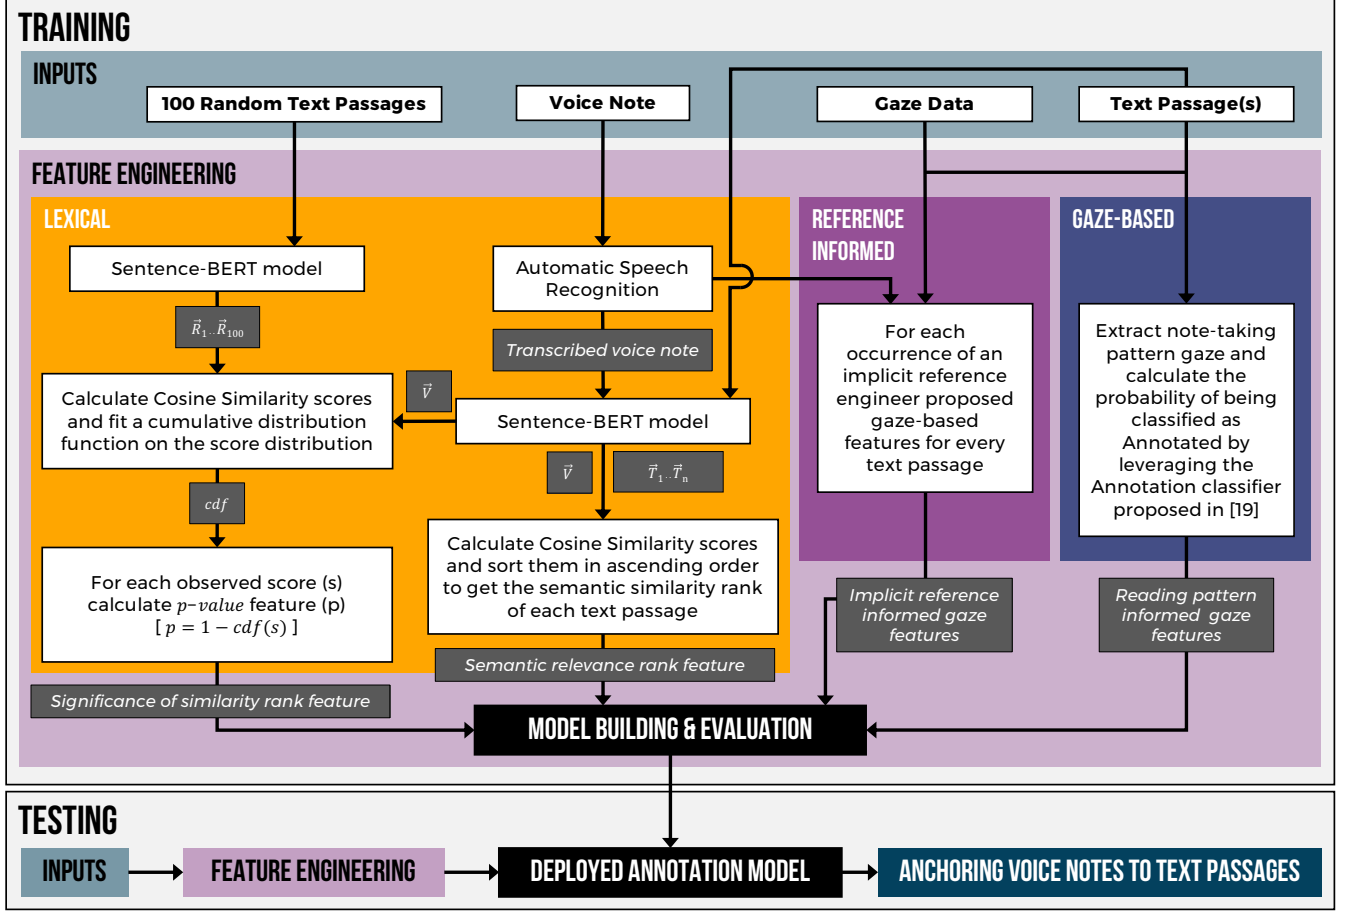 TRAINING
INPUTS
100 Random Text Passages
Voice Note
Gaze Data
Text Passage(s)
FEATURE ENGINEERING
LEXICAL
Sentence-BERT model
R⃗₁..R⃗₁₀₀
Calculate Cosine Similarity scores
and fit a cumulative distribution
function on the score distribution
cdf
For each observed score (s)
calculate p-value feature (p)
[ p = 1 − cdf(s) ]
Significance of similarity rank feature
Automatic Speech
Recognition
Transcribed voice note
V⃗
Sentence-BERT model
V⃗
T⃗₁..T⃗ₙ
Calculate Cosine Similarity scores
and sort them in ascending order
to get the semantic similarity rank
of each text passage
Semantic relevance rank feature
REFERENCE
INFORMED
For each
occurrence of an
implicit reference
engineer proposed
gaze-based
features for every
text passage
Implicit reference
informed gaze
features
GAZE-BASED
Extract note-taking
pattern gaze and
calculate the
probability of being
classified as
Annotated by
leveraging the
Annotation classifier
proposed in [19]
Reading pattern
informed gaze
features
MODEL BUILDING & EVALUATION
TESTING
INPUTS
FEATURE ENGINEERING
DEPLOYED ANNOTATION MODEL
ANCHORING VOICE NOTES TO TEXT PASSAGES